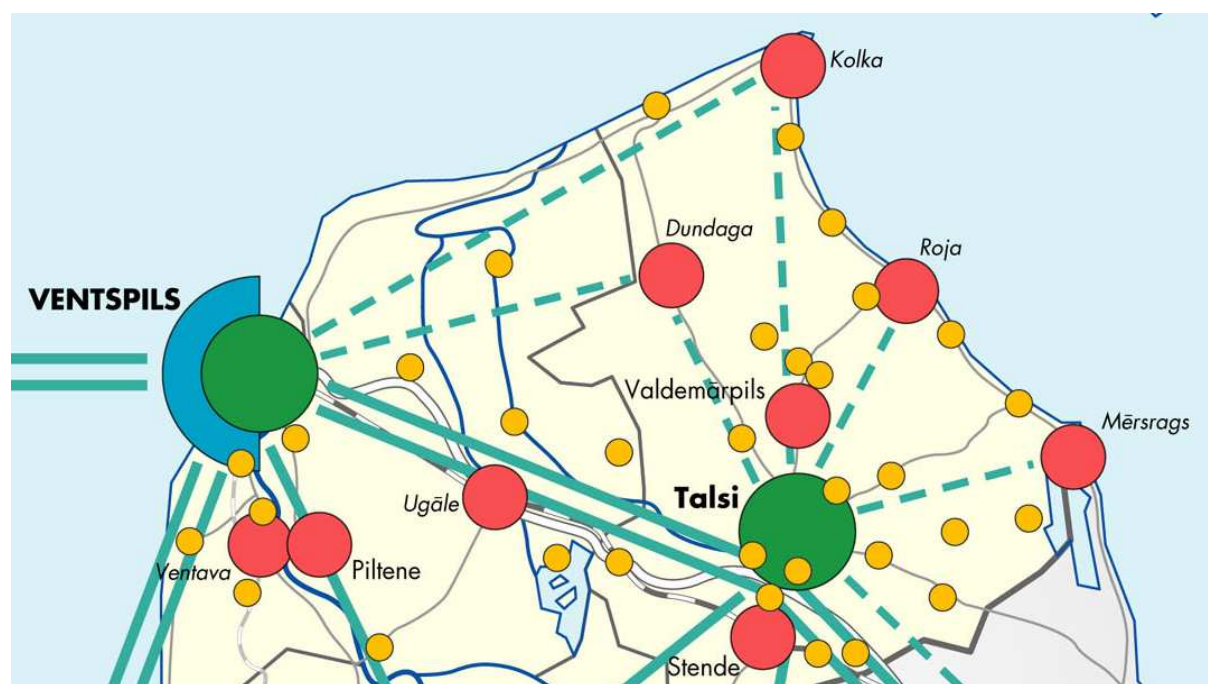 Kolka
Dundaga
Roja
VENTSPILS
Valdemārpils
Mērsrags
Talsi
Ugāle
Ventava
Piltene
Stende